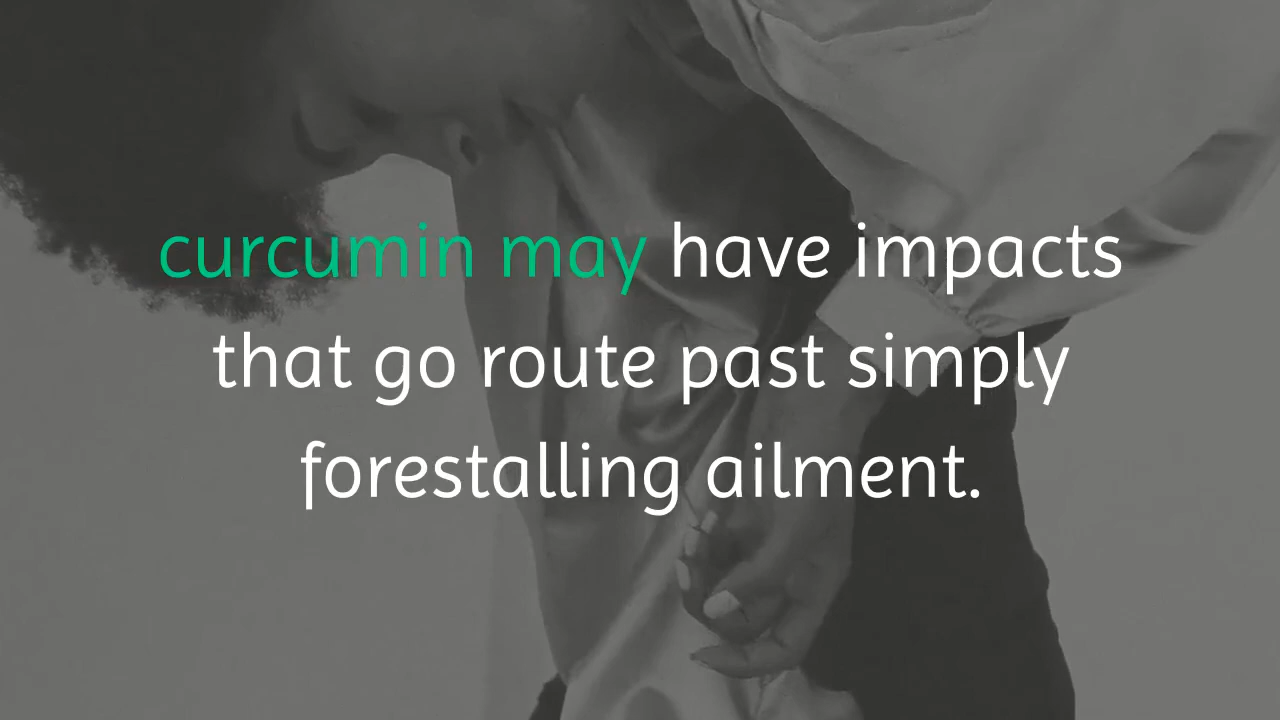 curcumin may have impacts
that go route past simply
forestalling ailment.